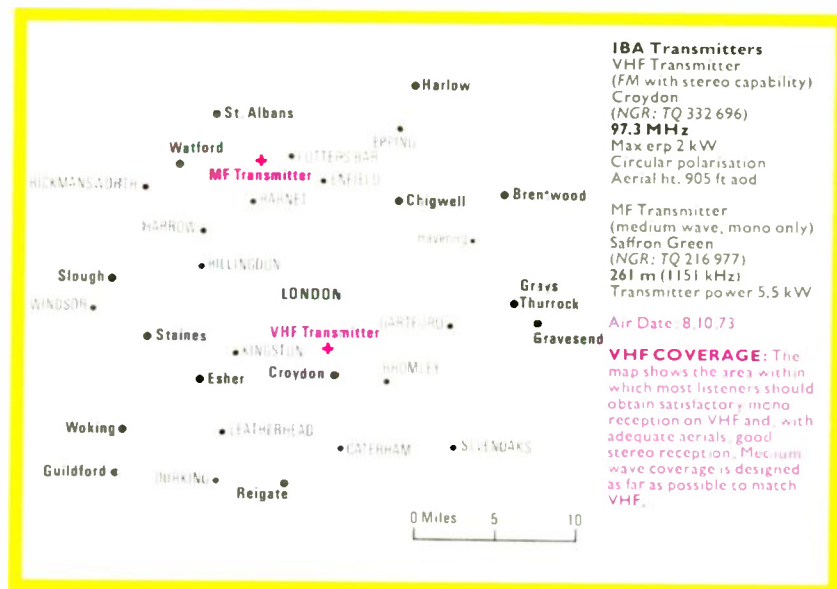 Harlow
St. Albans
EPPING
Watford
POTTERS BAR
MF Transmitter
ENFIELD
RICKMANSWORTH
BARNET
Chigwell
Brentwood
HARROW
Havering
HILLINGDON
Slough
LONDON
Grays
Thurrock
WINDSOR
VHF Transmitter
DARTFORD
Staines
Gravesend
KINGSTON
Croydon
BROMLEY
Esher
Woking
LEATHERHEAD
CATERHAM
SEVENOAKS
Guildford
DORKING
Reigate
0 Miles 5 10
IBA Transmitters
VHF Transmitter
(FM with stereo capability)
Croydon
(NGR: TQ 332 696)
97.3 MHz
Max erp 2 kW
Circular polarisation
Aerial ht. 905 ft aod
MF Transmitter
(medium wave, mono only)
Saffron Green
(NGR: TQ 216 977)
261 m (1151 kHz)
Transmitter power 5.5 kW
Air Date: 8.10.73
VHF COVERAGE: The
map shows the area within
which most listeners should
obtain satisfactory mono
reception on VHF and, with
adequate aerials, good
stereo reception. Medium
wave coverage is designed
as far as possible to match
VHF.